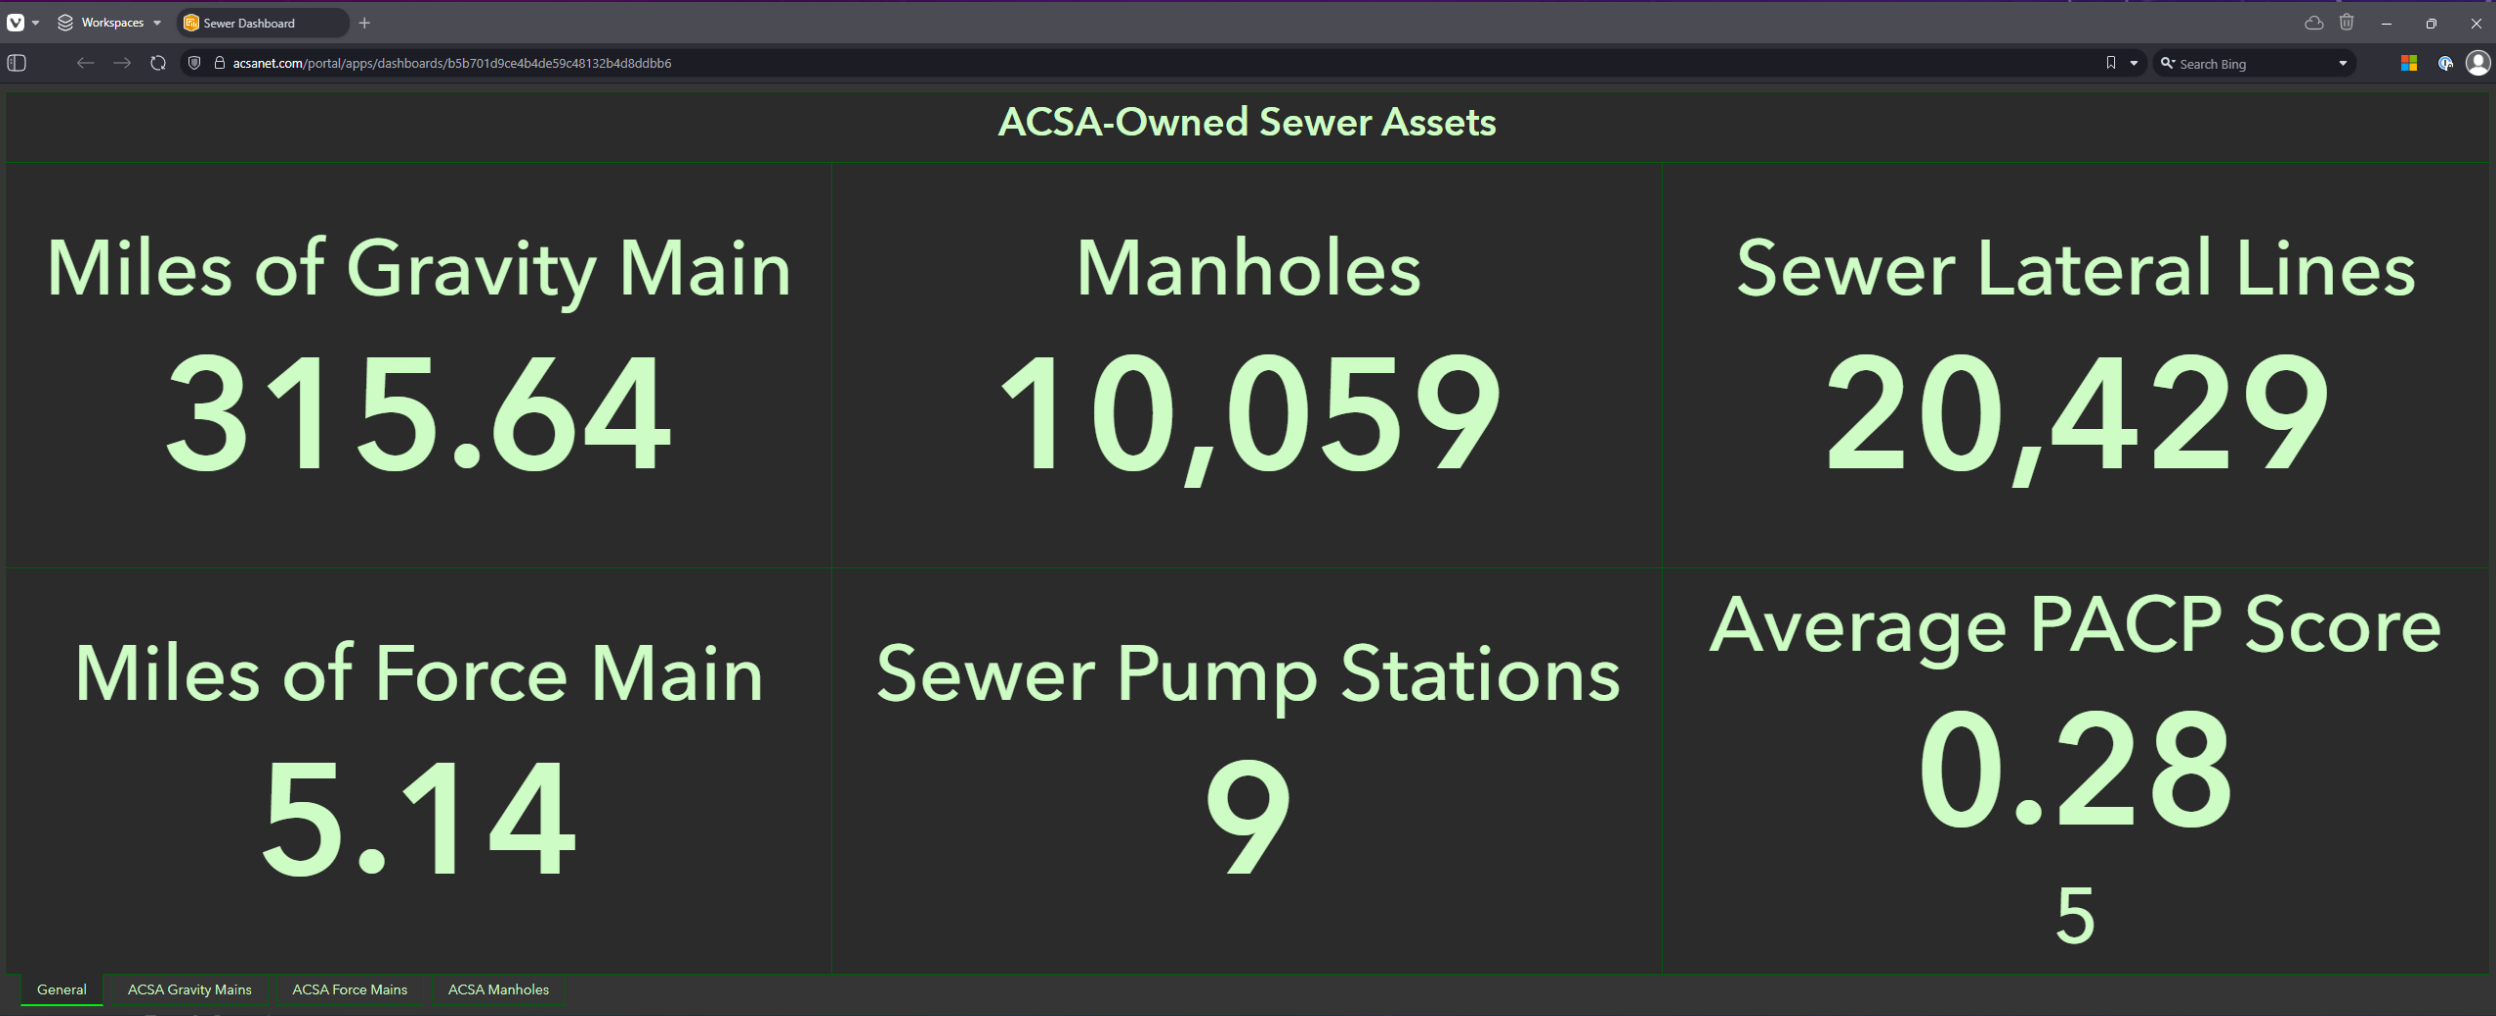 Workspaces
Sewer Dashboard
acsanet.com/portal/apps/dashboards/b5b701d9ce4b4de59c48132b4d8ddbb6
Search Bing
ACSA-Owned Sewer Assets
Miles of Gravity Main
315.64
Manholes
10,059
Sewer Lateral Lines
20,429
Miles of Force Main
5.14
Sewer Pump Stations
9
Average PACP Score
0.28
5
General
ACSA Gravity Mains
ACSA Force Mains
ACSA Manholes